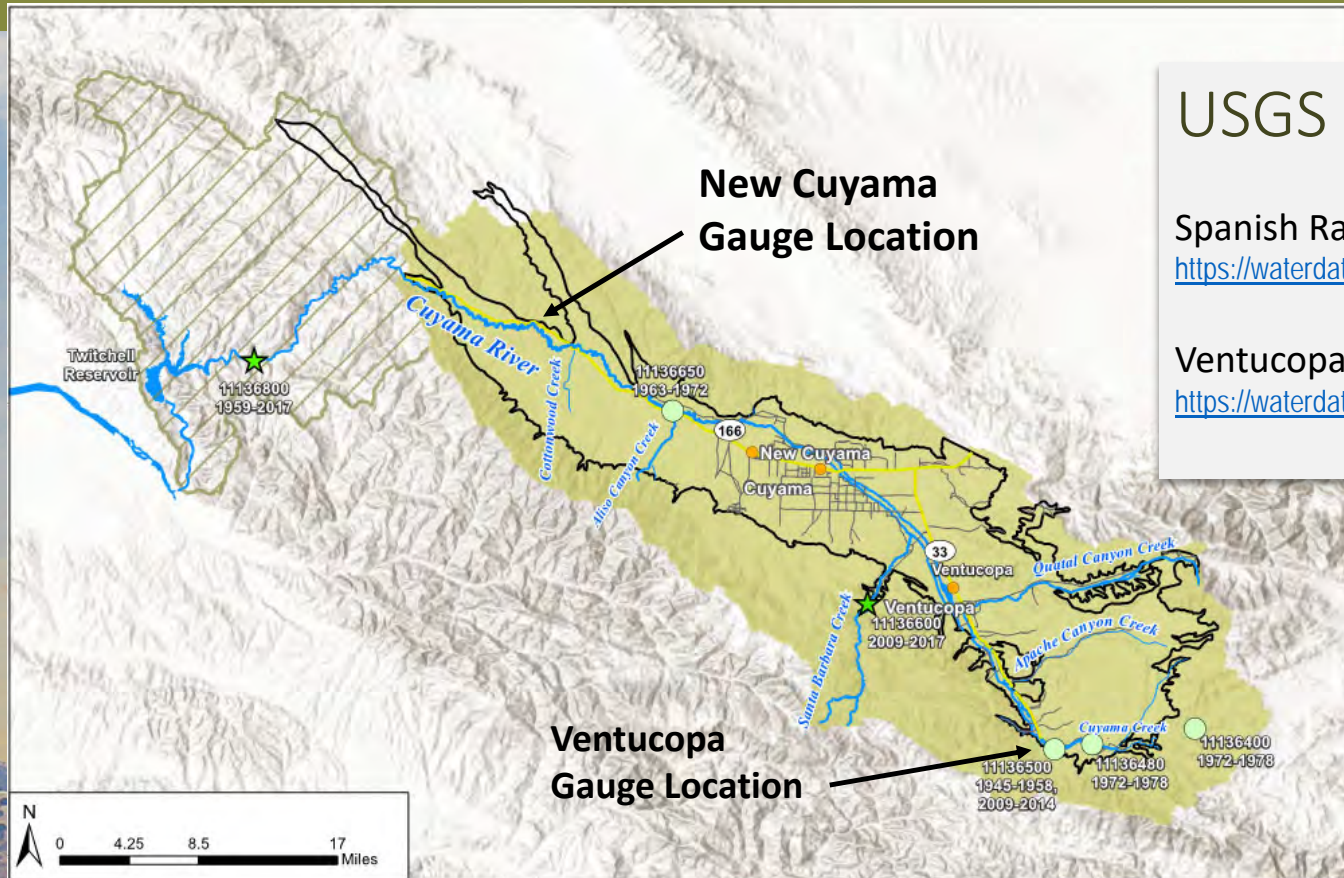 USGS
Spanish Ra
https://waterdat
Ventucopa
https://waterdat
New Cuyama
Gauge Location
Cuyama River
Twitchell
Reservoir
11136800
1959-2017
Cottonwood Creek
11136650
1963-1972
Aliso Canyon Creek
166
New Cuyama
Cuyama
33
Ventucopa
Quatal Canyon Creek
Ventucopa
11136600
2009-2017
Santa Barbara Creek
Apache Canyon Creek
Cuyama Creek
Ventucopa
Gauge Location
11136500
1945-1958,
2009-2014
11136480
1972-1978
11136400
1972-1978
N
0 4.25 8.5 17
Miles